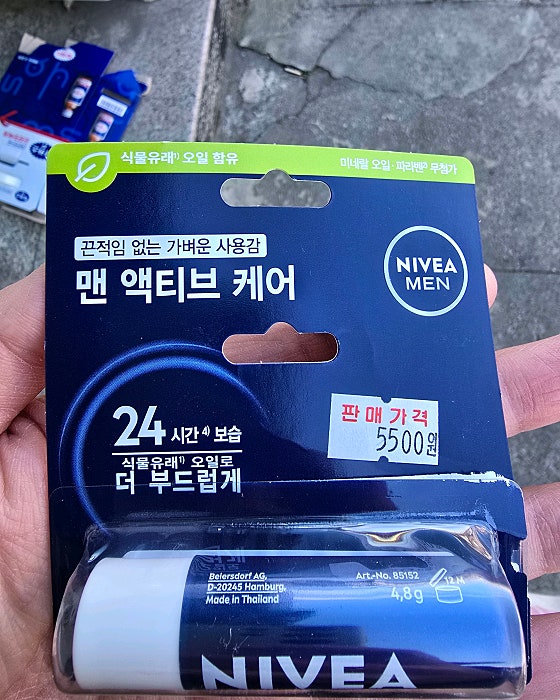 식물유래1) 오일 함유
미네랄 오일·파라벤2) 무첨가
끈적임 없는 가벼운 사용감
맨 액티브 케어
NIVEA
MEN
24 시간 4) 보습
식물유래1) 오일로
더 부드럽게
판매가격
5500원
Beiersdorf AG,
D-20245 Hamburg,
Made in Thailand
Art.-No. 85152
4,8g
12 M
NIVEA